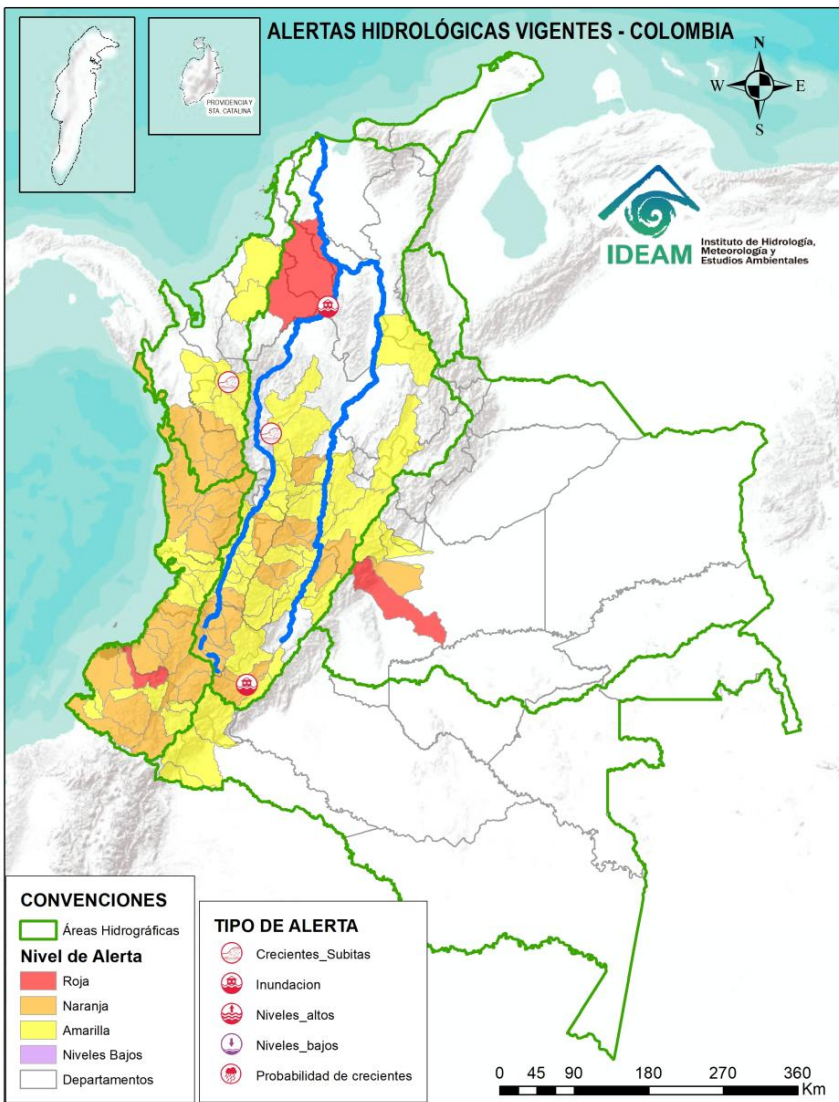 ALERTAS HIDROLÓGICAS VIGENTES - COLOMBIA
PROVIDENCIA Y
STA. CATALINA
N
W
E
S
IDEAM
Instituto de Hidrología,
Meteorología y
Estudios Ambientales
CONVENCIONES
Áreas Hidrográficas
Nivel de Alerta
Roja
Naranja
Amarilla
Niveles Bajos
Departamentos
TIPO DE ALERTA
Crecientes_Subitas
Inundacion
Niveles_altos
Niveles_bajos
Probabilidad de crecientes
0 45 90 180 270 360
Km